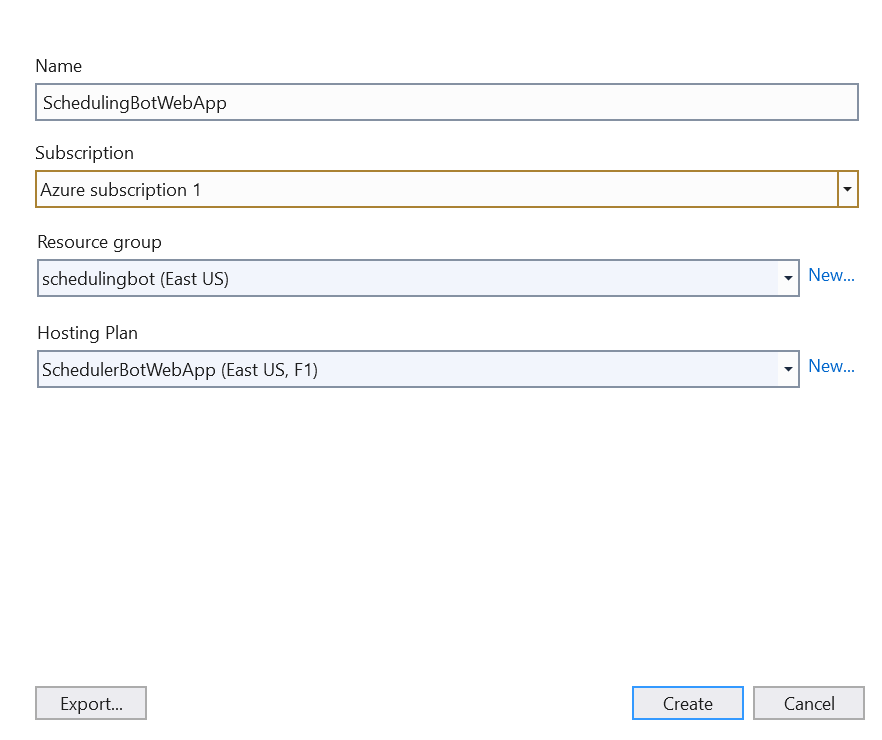 Name
SchedulingBotWebApp
Subscription
Azure subscription 1
Resource group
schedulingbot (East US)
New...
Hosting Plan
SchedulerBotWebApp (East US, F1)
New...
Export...
Create
Cancel